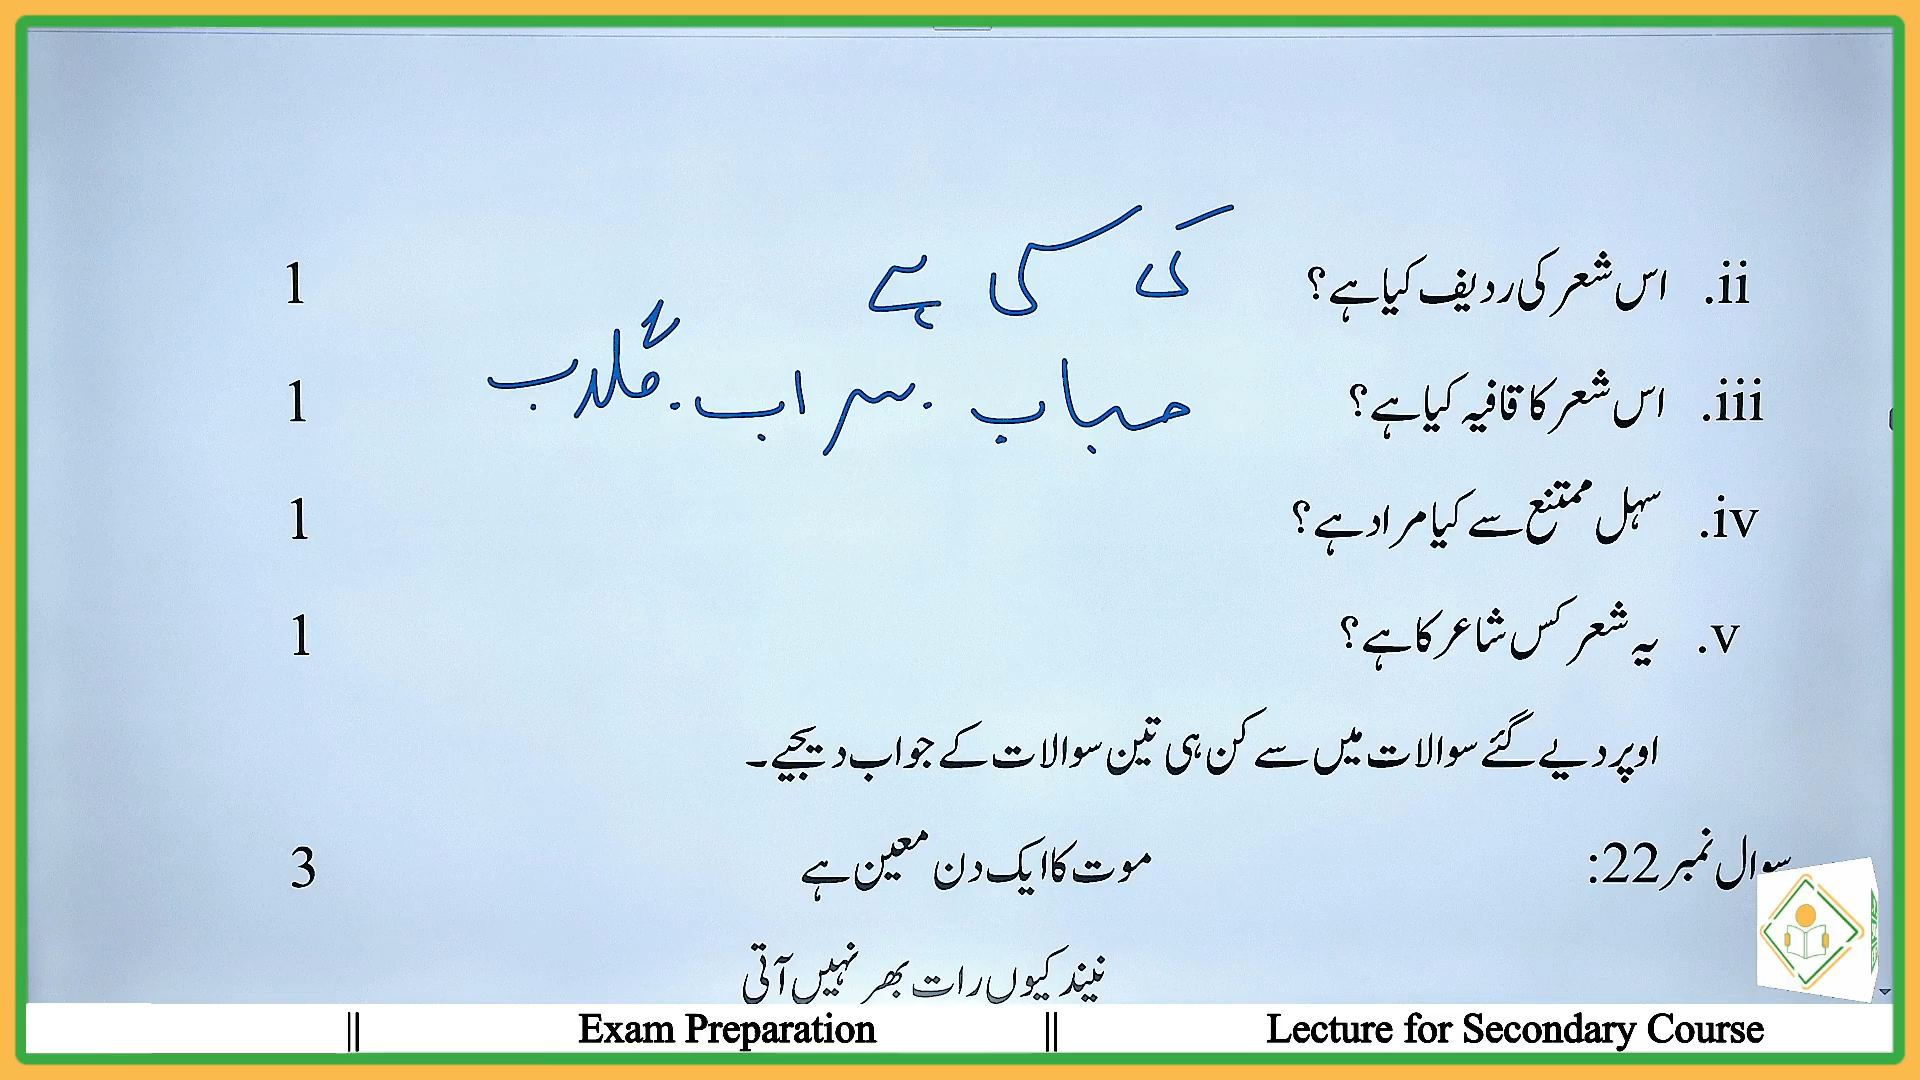 ii. اس شعر کی ردیف کیا ہے؟ کی سی ہے 1
iii. اس شعر کا قافیہ کیا ہے؟ حباب . سراب . 1
iv. سہل ممتنع سے کیا مراد ہے؟ 1
v. یہ شعر کس شاعر کا ہے؟ 1
اوپر دیے گئے سوالات میں سے کن ہی تین سوالات کے جواب دیجیے۔
سوال نمبر 22: موت کا ایک دن معین ہے 3
نیند کیوں رات بھر نہیں آتی
|| Exam Preparation || Lecture for Secondary Course